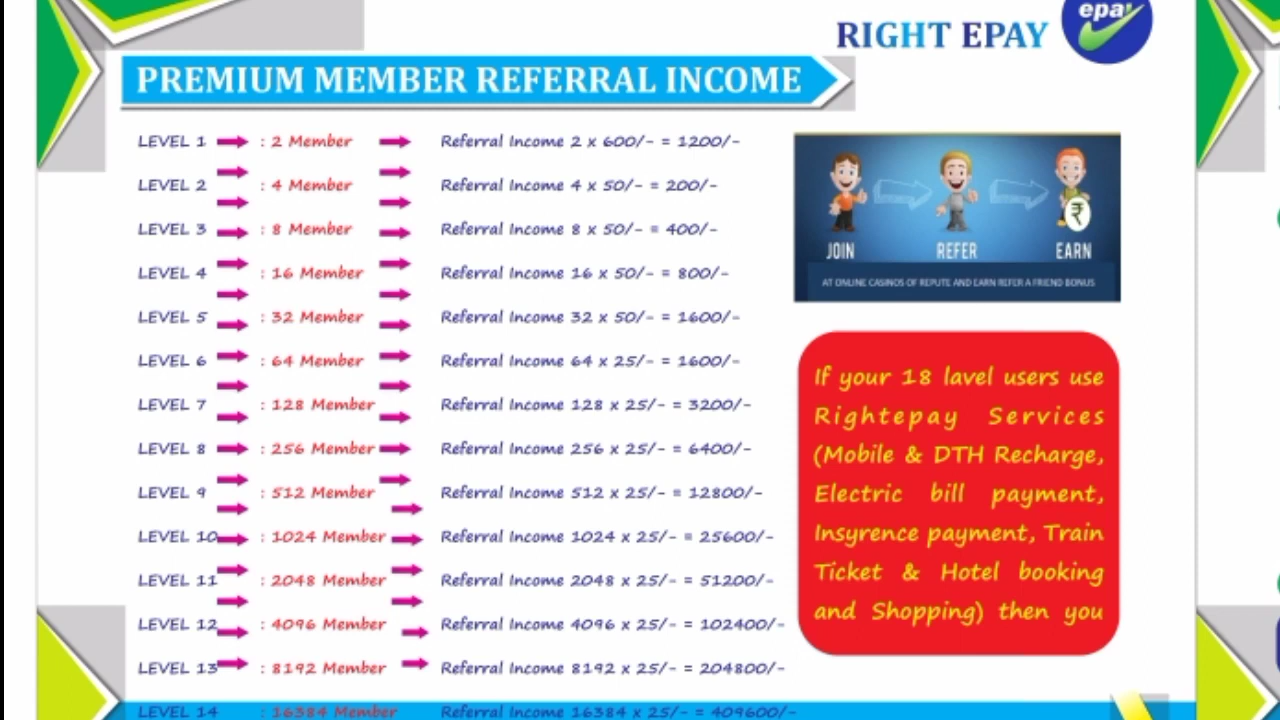 RIGHT EPAY
epay
PREMIUM MEMBER REFERRAL INCOME
LEVEL 1 : 2 Member Referral Income 2 x 600/- = 1200/-
LEVEL 2 : 4 Member Referral Income 4 x 50/- = 200/-
LEVEL 3 : 8 Member Referral Income 8 x 50/- = 400/-
LEVEL 4 : 16 Member Referral Income 16 x 50/- = 800/-
LEVEL 5 : 32 Member Referral Income 32 x 50/- = 1600/-
LEVEL 6 : 64 Member Referral Income 64 x 25/- = 1600/-
LEVEL 7 : 128 Member Referral Income 128 x 25/- = 3200/-
LEVEL 8 : 256 Member Referral Income 256 x 25/- = 6400/-
LEVEL 9 : 512 Member Referral Income 512 x 25/- = 12800/-
LEVEL 10 : 1024 Member Referral Income 1024 x 25/- = 25600/-
LEVEL 11 : 2048 Member Referral Income 2048 x 25/- = 51200/-
LEVEL 12 : 4096 Member Referral Income 4096 x 25/- = 102400/-
LEVEL 13 : 8192 Member Referral Income 8192 x 25/- = 204800/-
LEVEL 14 : 16384 Member Referral Income 16384 x 25/- = 409600/-
₹
JOIN REFER EARN
AT ONLINE CASINOS OF REPUTE AND EARN REFER A FRIEND BONUS
If your 18 lavel users use
Rightepay Services
(Mobile & DTH Recharge,
Electric bill payment,
Insyrence payment, Train
Ticket & Hotel booking
and Shopping) then you